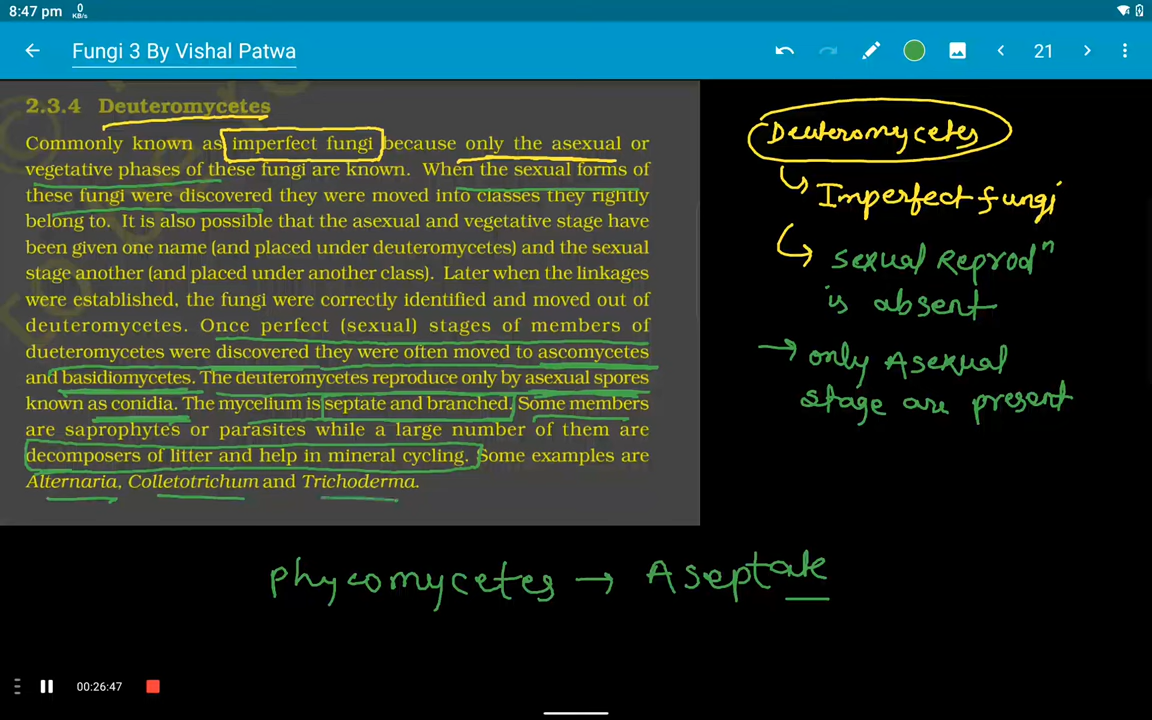 8:47 pm 0 KB/s
Fungi 3 By Vishal Patwa 21
2.3.4 Deuteromycetes
Commonly known as imperfect fungi because only the asexual or
vegetative phases of these fungi are known. When the sexual forms of
these fungi were discovered they were moved into classes they rightly
belong to. It is also possible that the asexual and vegetative stage have
been given one name (and placed under deuteromycetes) and the sexual
stage another (and placed under another class). Later when the linkages
were established, the fungi were correctly identified and moved out of
deuteromycetes. Once perfect (sexual) stages of members of
dueteromycetes were discovered they were often moved to ascomycetes
and basidiomycetes. The deuteromycetes reproduce only by asexual spores
known as conidia. The mycelium is septate and branched. Some members
are saprophytes or parasites while a large number of them are
decomposers of litter and help in mineral cycling. Some examples are
Alternaria, Colletotrichum and Trichoderma.
Deuteromycetes
Imperfect fungi
sexual Reprodⁿ
is absent
→ only Asexual
stage are present
Phycomycetes → Aseptate
00:26:47